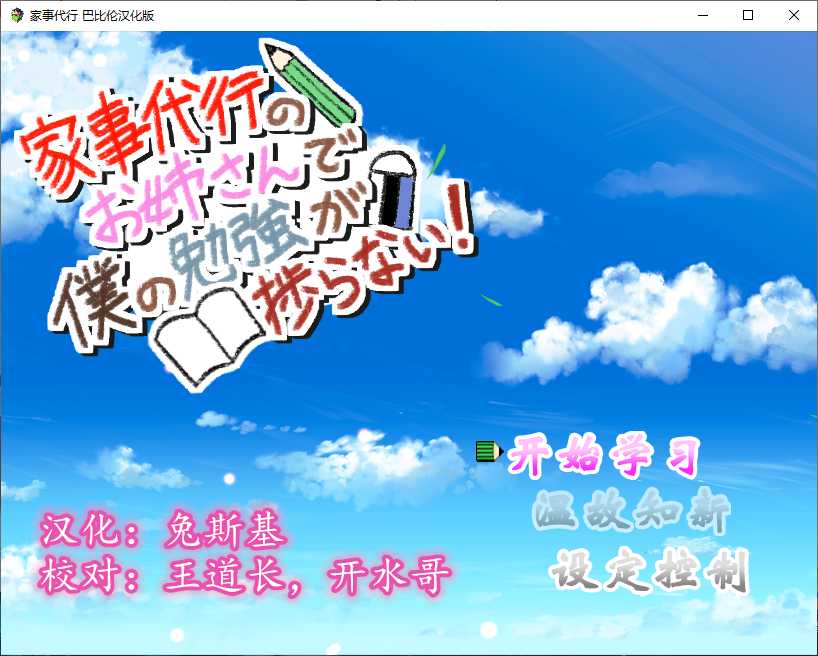 家事代行 巴比伦汉化版
家事代行の
お姉さんで
僕の勉強が
捗らない!
开始学习
温故知新
设定控制
汉化：兔斯基
校对：王道长，开水哥